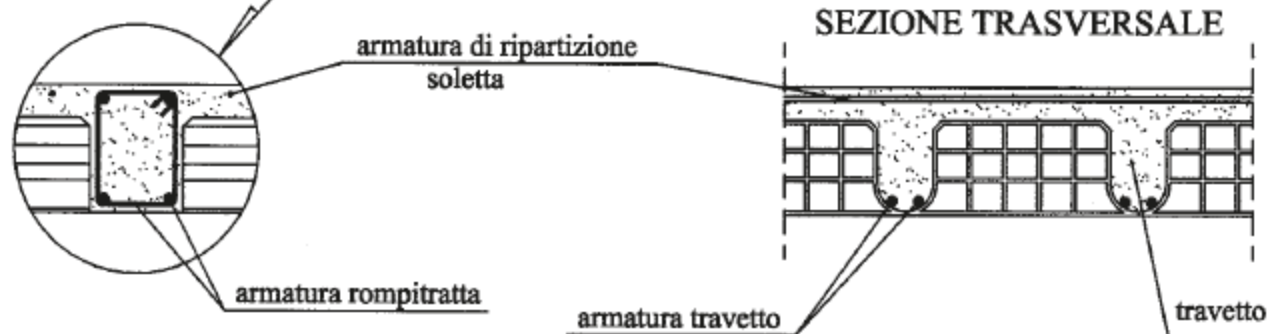 SEZIONE TRASVERSALE
armatura di ripartizione
soletta
armatura rompitratta
armatura travetto
travetto